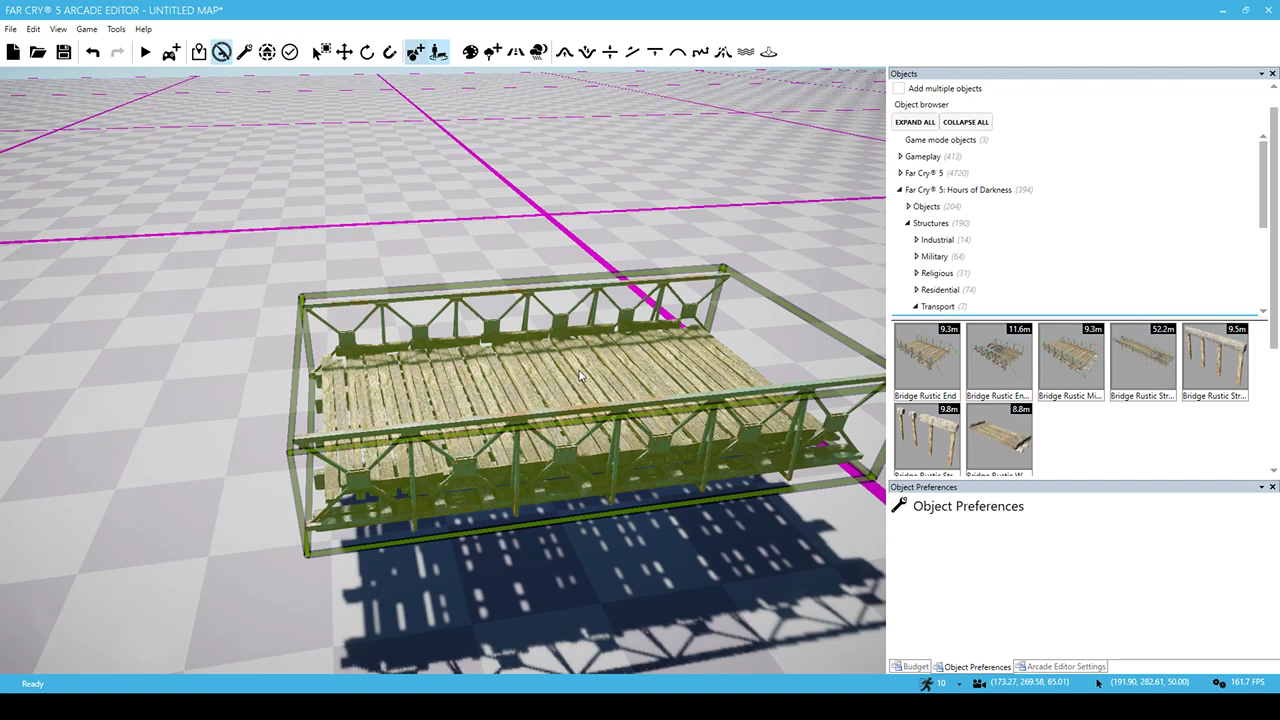 FAR CRY® 5 ARCADE EDITOR - UNTITLED MAP*
File Edit View Game Tools Help
Objects
Add multiple objects
Object browser
EXPAND ALL COLLAPSE ALL
Game mode objects (3)
Gameplay (413)
Far Cry® 5 (4720)
Far Cry® 5: Hours of Darkness (394)
Objects (204)
Structures (190)
Industrial (14)
Military (64)
Religious (31)
Residential (74)
Transport (7)
9.3m 11.6m 9.3m 52.2m 9.5m
Bridge Rustic End Bridge Rustic En... Bridge Rustic Mi... Bridge Rustic Str... Bridge Rustic Str...
9.8m 8.8m
Bridge Rustic Str... Bridge Rustic W...
Object Preferences
Object Preferences
Budget Object Preferences Arcade Editor Settings
Ready 10 (173.27, 269.58, 65.01) (191.90, 282.61, 50.00) 161.7 FPS